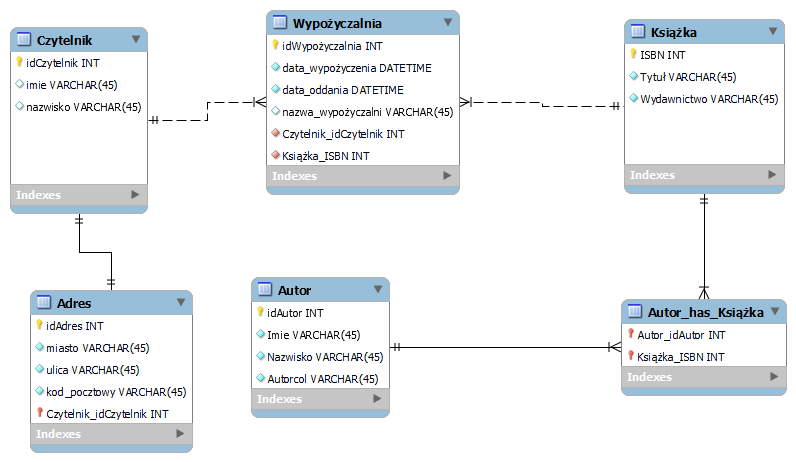 Czytelnik
idCzytelnik INT
imie VARCHAR(45)
nazwisko VARCHAR(45)
Indexes
Wypożyczalnia
idWypożyczalnia INT
data_wypożyczenia DATETIME
data_oddania DATETIME
nazwa_wypożyczalni VARCHAR(45)
Czytelnik_idCzytelnik INT
Książka_ISBN INT
Indexes
Książka
ISBN INT
Tytuł VARCHAR(45)
Wydawnictwo VARCHAR(45)
Indexes
Adres
idAdres INT
miasto VARCHAR(45)
ulica VARCHAR(45)
kod_pocztowy VARCHAR(45)
Czytelnik_idCzytelnik INT
Indexes
Autor
idAutor INT
Imie VARCHAR(45)
Nazwisko VARCHAR(45)
Autorcol VARCHAR(45)
Indexes
Autor_has_Książka
Autor_idAutor INT
Książka_ISBN INT
Indexes